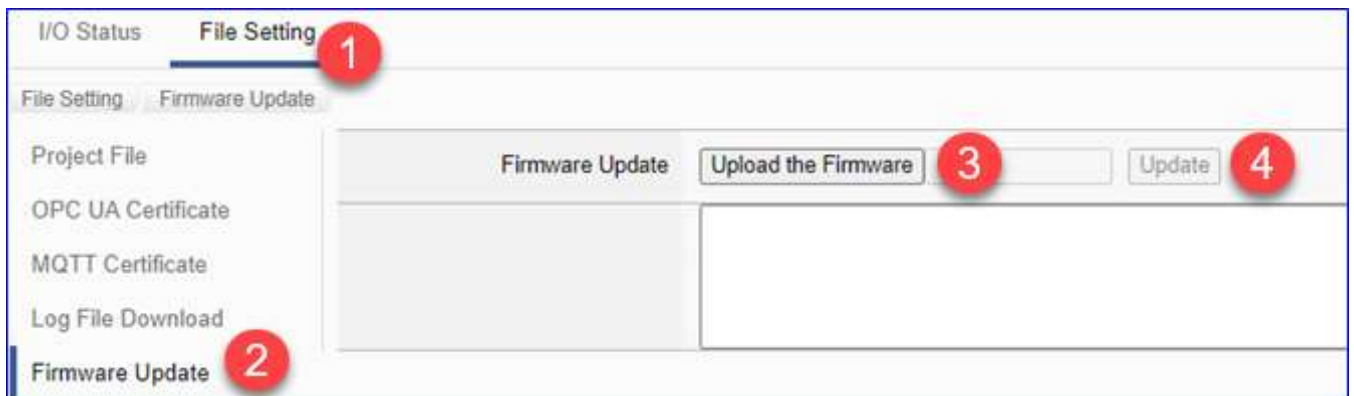 I/O Status File Setting 1
File Setting Firmware Update
Project File
Firmware Update Upload the Firmware 3 Update 4
OPC UA Certificate
MQTT Certificate
Log File Download
2
Firmware Update